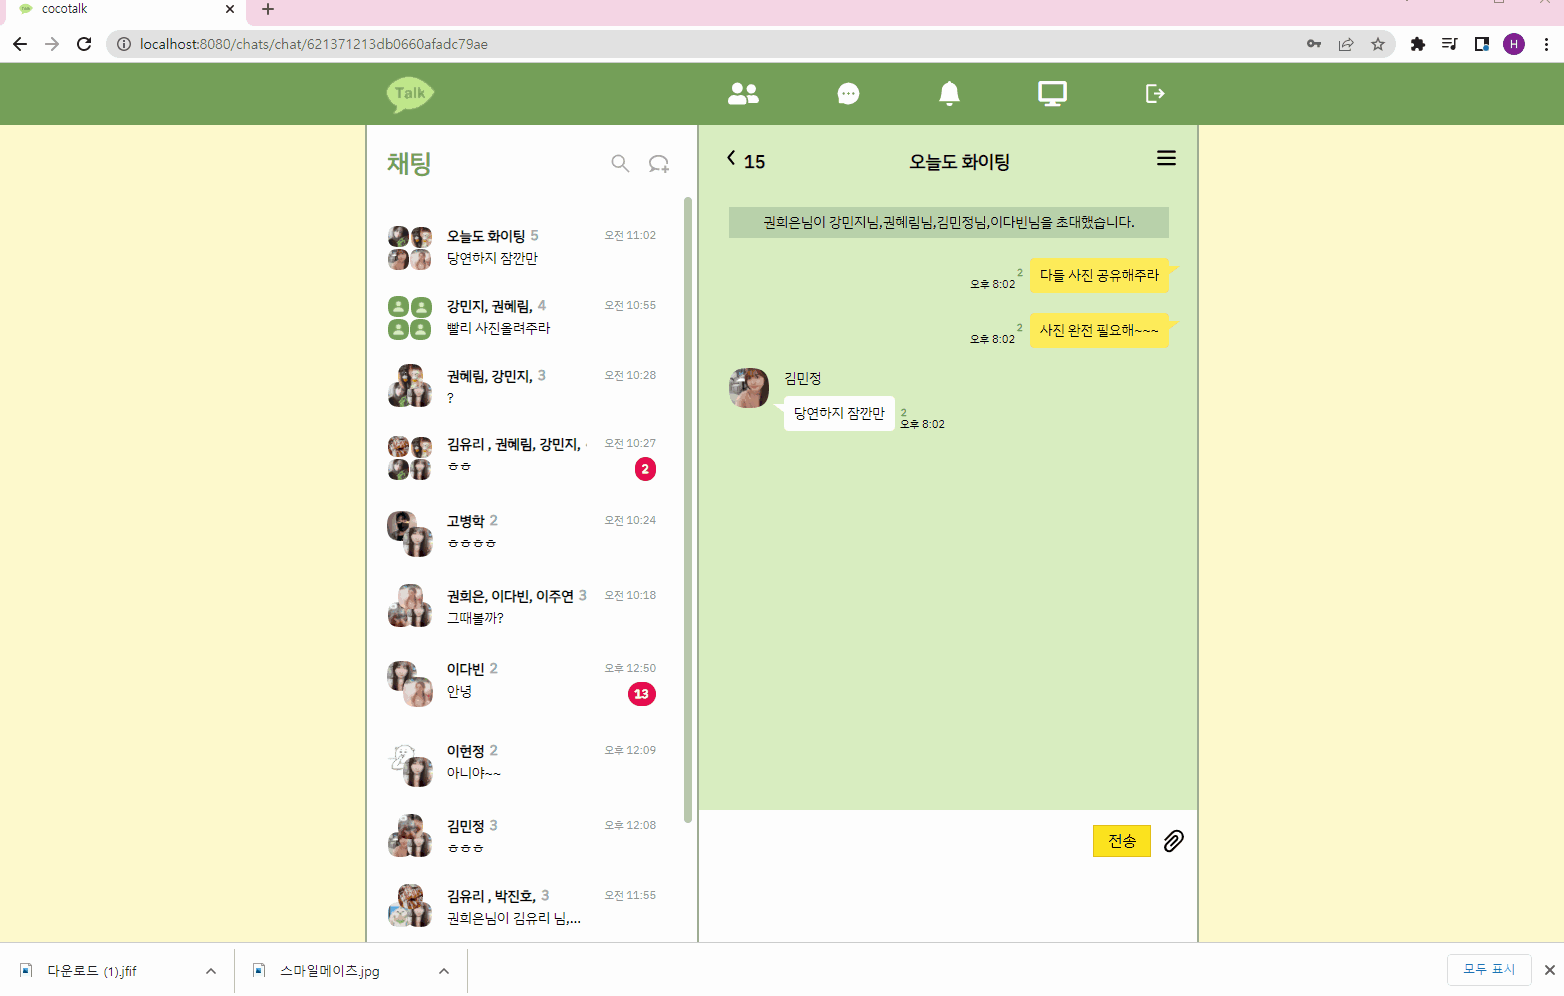 cocotalk
localhost:8080/chats/chat/621371213db0660afadc79ae
H
Talk
채팅
15
오늘도 화이팅
오늘도 화이팅 5
오전 11:02
당연하지 잠깐만
강민지, 권혜림, 4
오전 10:55
빨리 사진올려주라
권혜림, 강민지, 3
오전 10:28
?
김유리 , 권혜림, 강민지,
오전 10:27
ㅎㅎ
2
고병학 2
오전 10:24
ㅎㅎㅎㅎ
권희은, 이다빈, 이주연 3
오전 10:18
그때볼까?
이다빈 2
오후 12:50
안녕
13
이현정 2
오후 12:09
아니야~~
김민정 3
오후 12:08
ㅎㅎㅎ
김유리 , 박진호, 3
오전 11:55
권희은님이 김유리 님,...
권희은님이 강민지님,권혜림님,김민정님,이다빈님을 초대했습니다.
2
오후 8:02
다들 사진 공유해주라
2
오후 8:02
사진 완전 필요해~~~
김민정
당연하지 잠깐만
2
오후 8:02
전송
다운로드 (1).jfif
스마일메이츠.jpg
모두 표시